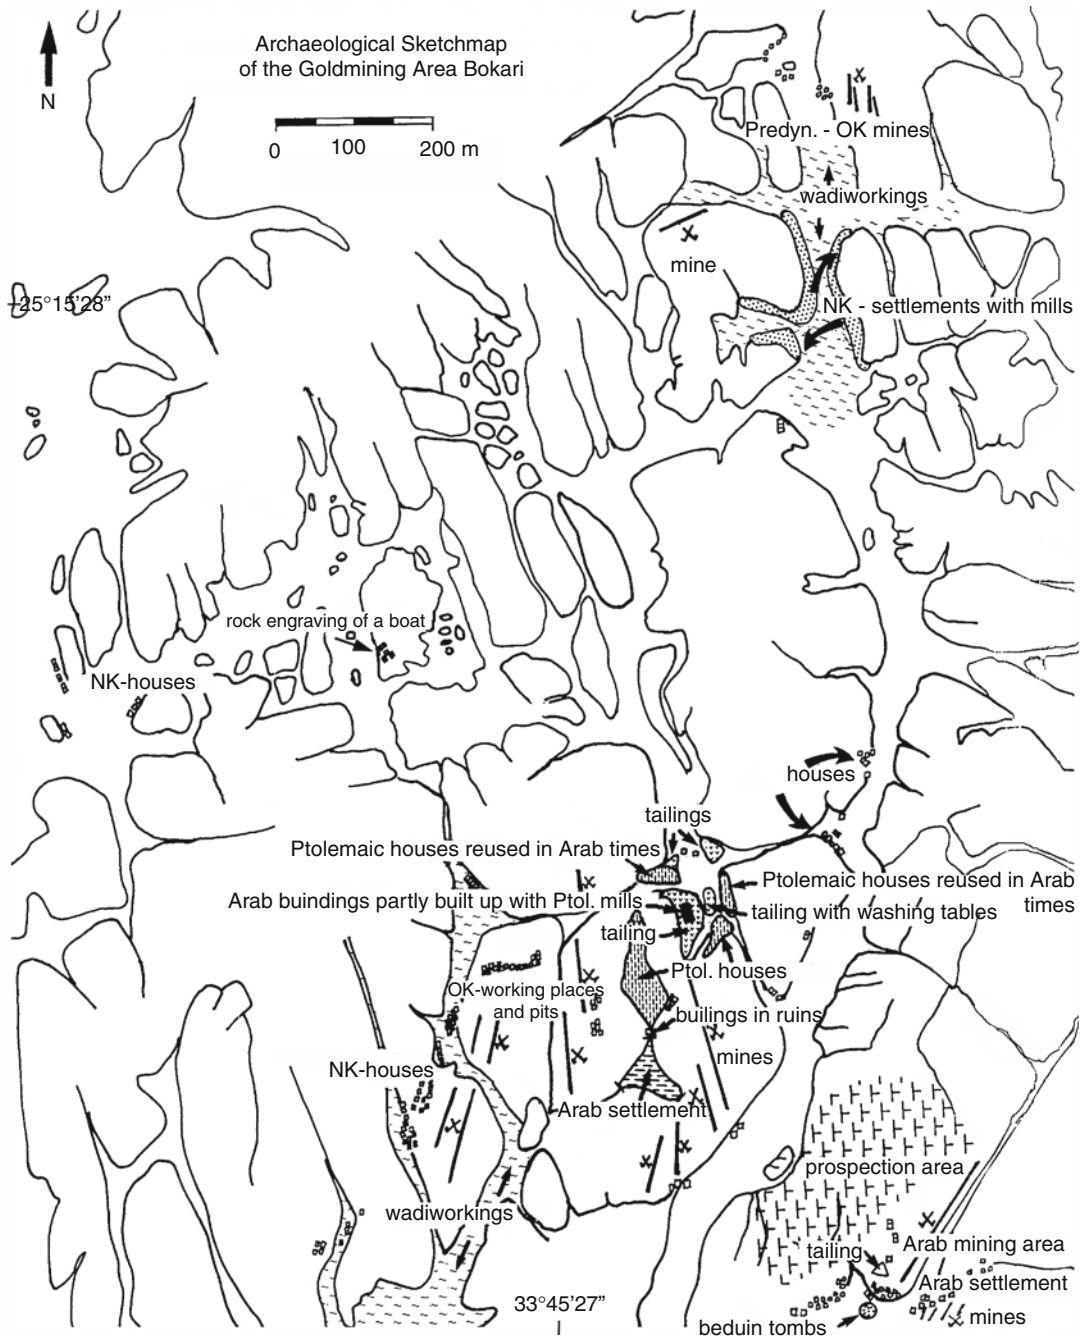 Archaeological Sketchmap
of the Goldmining Area Bokari
N
0 100 200 m
Predyn. - OK mines
wadiworkings
mine
25°15'28”
NK - settlements with mills
rock engraving of a boat
NK-houses
houses
tailings
Ptolemaic houses reused in Arab times
Ptolemaic houses reused in Arab
times
Arab buindings partly built up with Ptol. mills
tailing with washing tables
tailing
Ptol. houses
OK-working places
and pits
builings in ruins
mines
NK-houses
Arab settlement
prospection area
wadiworkings
tailing
Arab mining area
Arab settlement
33°45'27”
mines
beduin tombs